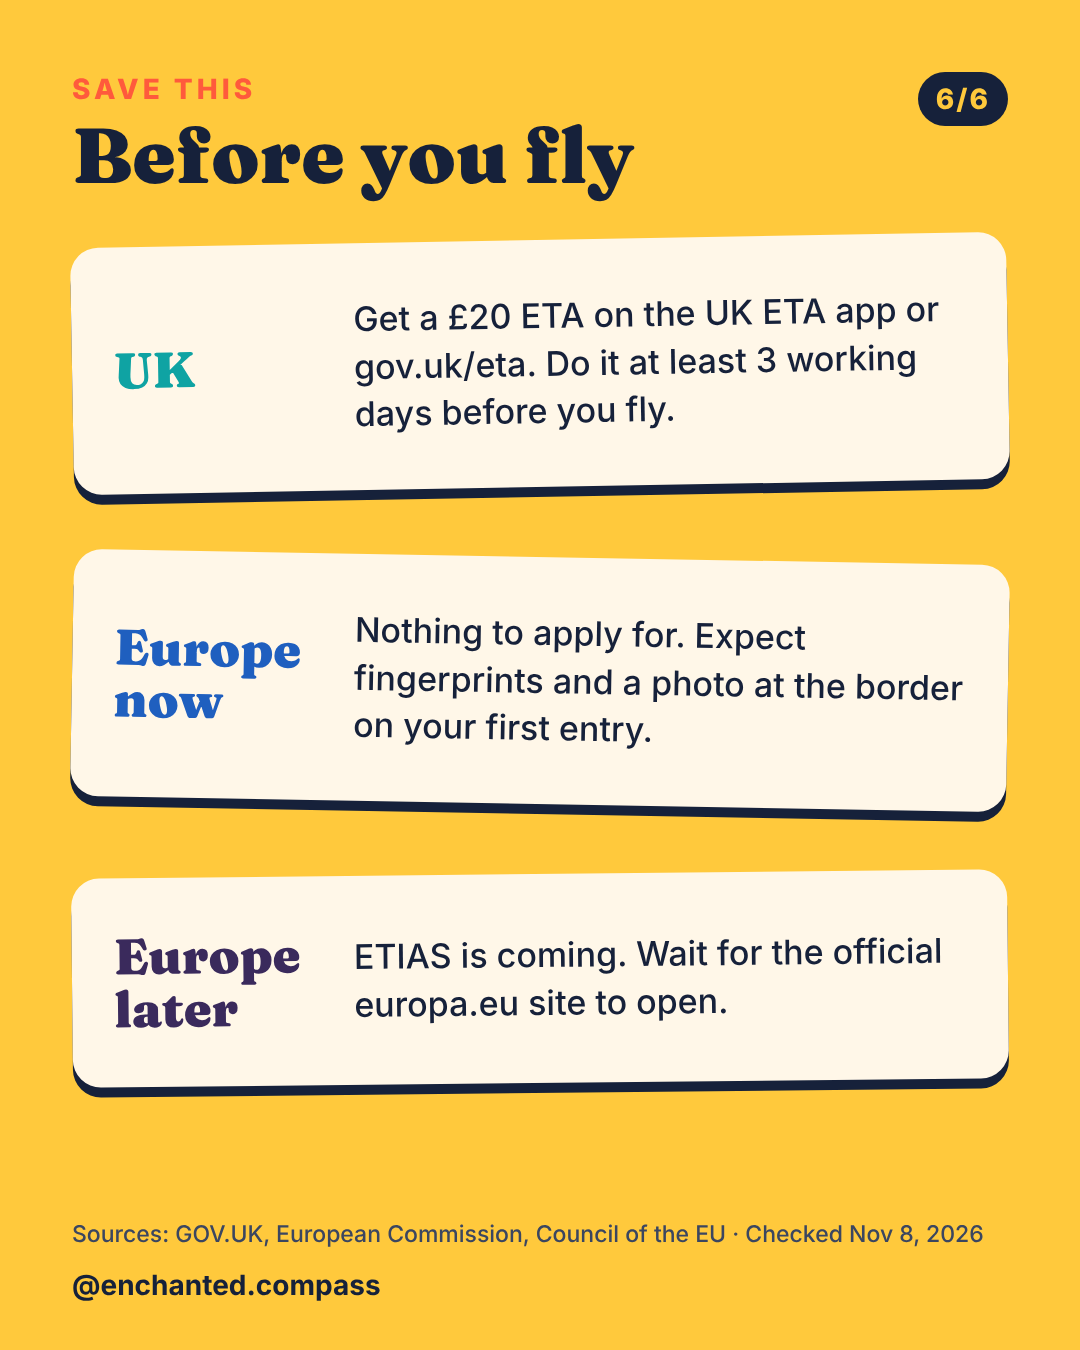 SAVE THIS
6/6
Before you fly
UK
Get a £20 ETA on the UK ETA app or
gov.uk/eta. Do it at least 3 working
days before you fly.
Europe
now
Nothing to apply for. Expect
fingerprints and a photo at the border
on your first entry.
Europe
later
ETIAS is coming. Wait for the official
europa.eu site to open.
Sources: GOV.UK, European Commission, Council of the EU · Checked Nov 8, 2026
@enchanted.compass